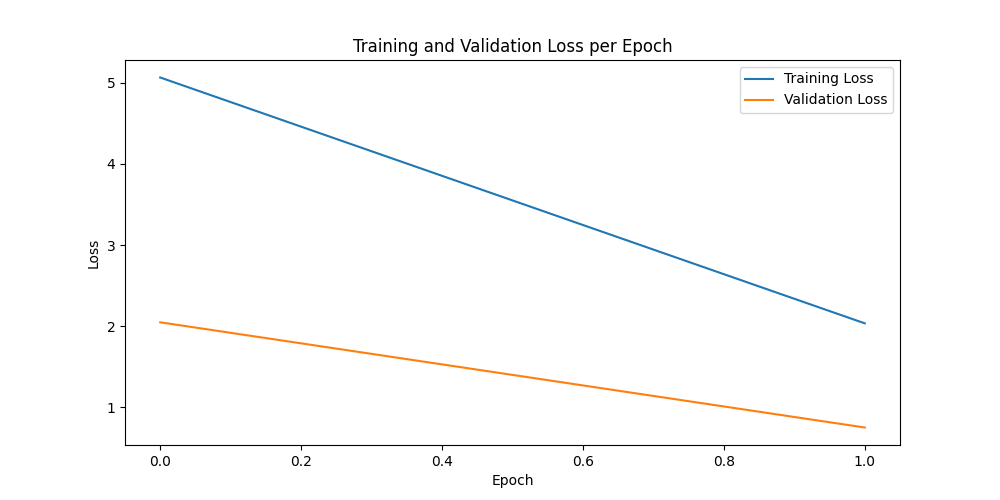 Training and Validation Loss per Epoch
Training Loss
Validation Loss
5
4
3
2
1
Loss
0.0 0.2 0.4 0.6 0.8 1.0
Epoch